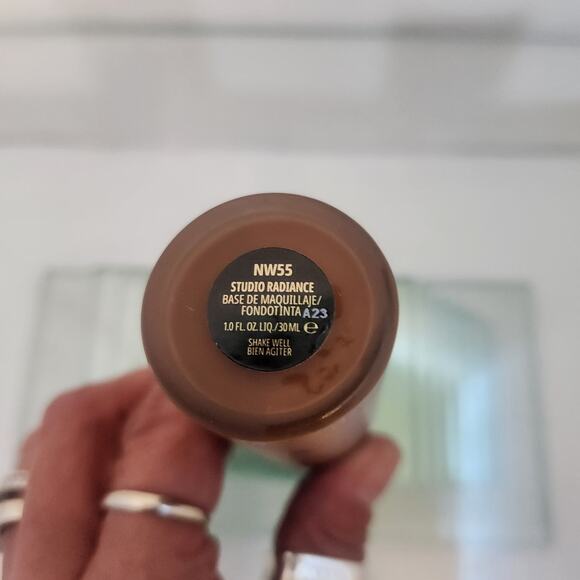 NW55
STUDIO RADIANCE
BASE DE MAQUILLAJE/
FONDOTINTA A23
1.0 FL. OZ. LIQ./30 ML ℮
SHAKE WELL
BIEN AGITER